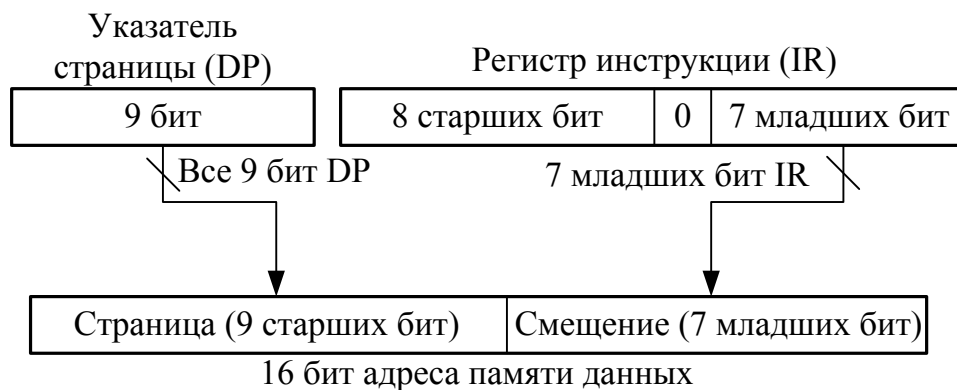 Указатель
страницы (DP)
Регистр инструкции (IR)
9 бит
8 старших бит 0 7 младших бит
Все 9 бит DP
7 младших бит IR
Страница (9 старших бит) Смещение (7 младших бит)
16 бит адреса памяти данных